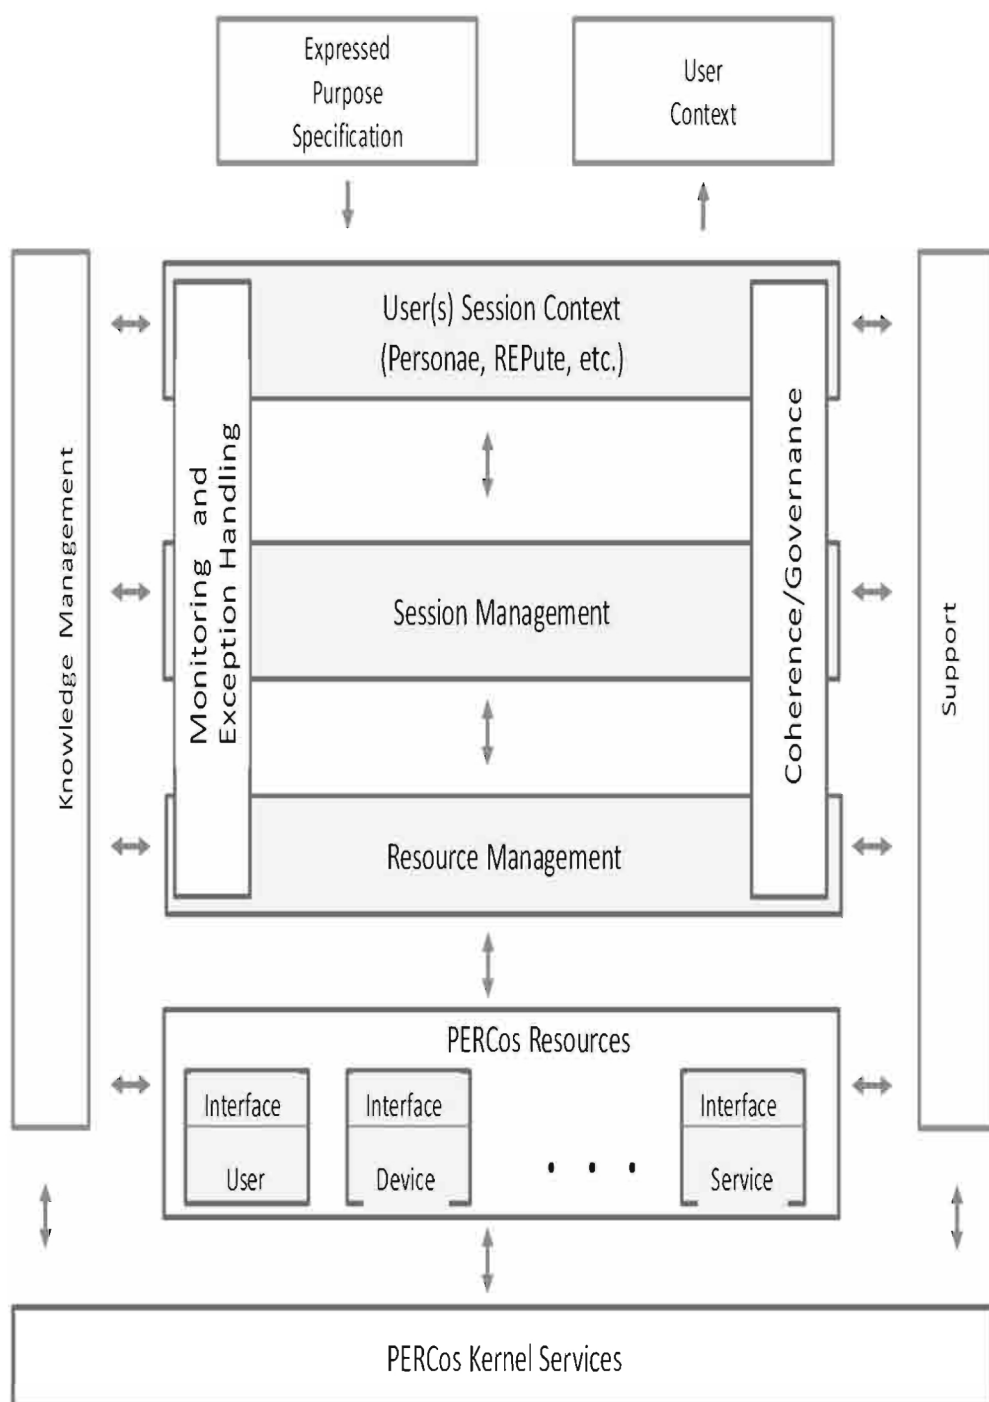 Expressed
Purpose
Specification
User
Context
Knowledge Management
Monitoring and
Exception Handling
User(s) Session Context
(Personae, REPute, etc.)
Session Management
Resource Management
Coherence/Governance
Support
PERCos Resources
Interface
User
Interface
Device
. . .
Interface
Service
PERCos Kernel Services